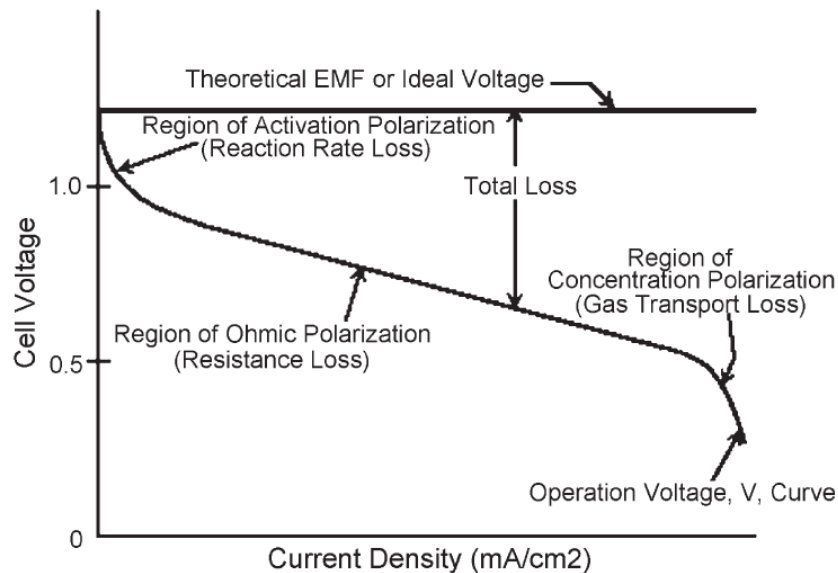 Theoretical EMF or Ideal Voltage
Region of Activation Polarization
(Reaction Rate Loss)
1.0
Total Loss
Region of
Concentration Polarization
(Gas Transport Loss)
Cell Voltage
Region of Ohmic Polarization
(Resistance Loss)
0.5
Operation Voltage, V, Curve
0
Current Density (mA/cm2)